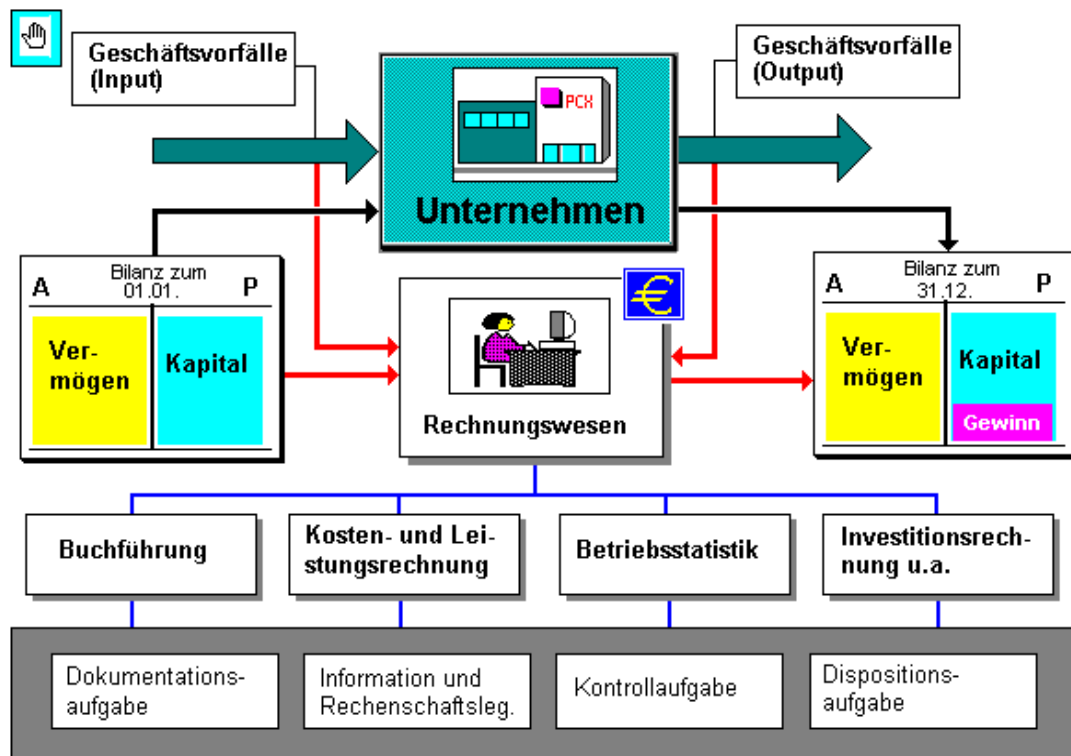 Geschäftsvorfälle
(Input)
Geschäftsvorfälle
(Output)
PCX
Unternehmen
Bilanz zum
A 01.01. P
Ver-
mögen
Kapital
€
Rechnungswesen
Bilanz zum
A 31.12. P
Ver-
mögen
Kapital
Gewinn
Buchführung
Kosten- und Lei-
stungsrechnung
Betriebsstatistik
Investitionsrech-
nung u.a.
Dokumentations-
aufgabe
Information und
Rechenschaftsleg.
Kontrollaufgabe
Dispositions-
aufgabe